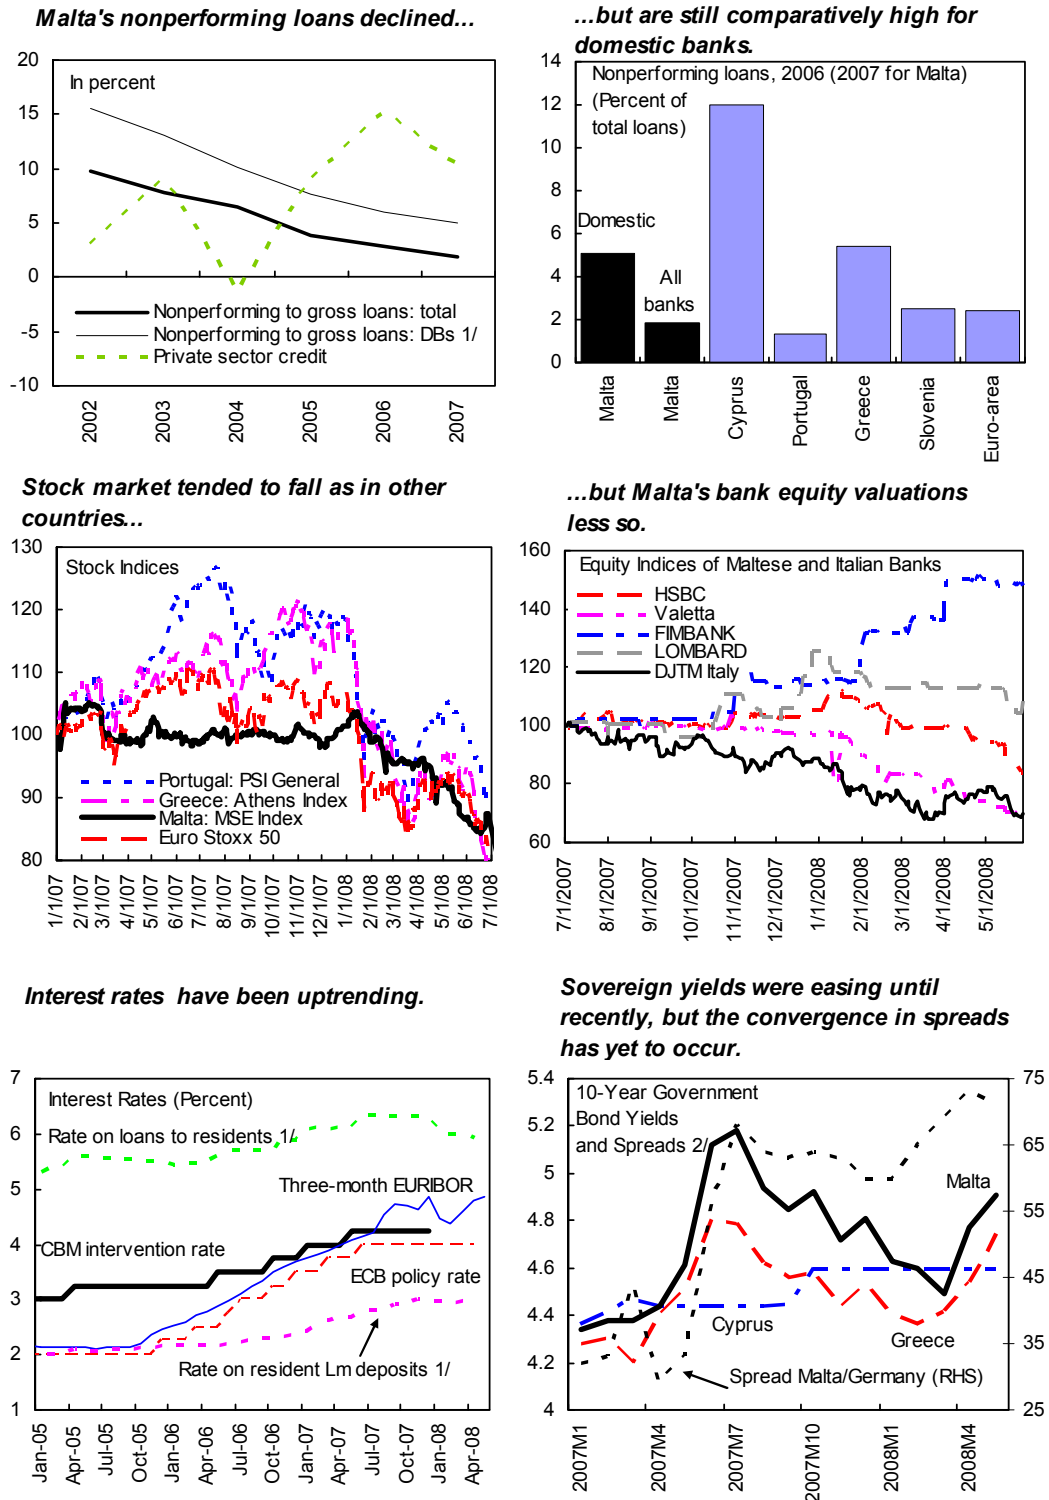 Malta's nonperforming loans declined...
20
15
10
5
0
-5
-10
In percent
Nonperforming to gross loans: total
Nonperforming to gross loans: DBs 1/
Private sector credit
2002
2003
2004
2005
2006
2007
...but are still comparatively high for
domestic banks.
14
12
10
8
6
4
2
0
Nonperforming loans, 2006 (2007 for Malta)
(Percent of
total loans)
Domestic
All
banks
Malta
Malta
Cyprus
Portugal
Greece
Slovenia
Euro-area
Stock market tended to fall as in other
countries...
130
120
110
100
90
80
Stock Indices
Portugal: PSI General
Greece: Athens Index
Malta: MSE Index
Euro Stoxx 50
1/1/07
2/1/07
3/1/07
4/1/07
5/1/07
6/1/07
7/1/07
8/1/07
9/1/07
10/1/07
11/1/07
12/1/07
1/1/08
2/1/08
3/1/08
4/1/08
5/1/08
6/1/08
7/1/08
...but Malta's bank equity valuations
less so.
160
140
120
100
80
60
Equity Indices of Maltese and Italian Banks
HSBC
Valetta
FIMBANK
LOMBARD
DJTM Italy
7/1/2007
8/1/2007
9/1/2007
10/1/2007
11/1/2007
12/1/2007
1/1/2008
2/1/2008
3/1/2008
4/1/2008
5/1/2008
Interest rates have been uptrending.
7
6
5
4
3
2
1
Interest Rates (Percent)
Rate on loans to residents 1/
Three-month EURIBOR
CBM intervention rate
ECB policy rate
Rate on resident Lm deposits 1/
Jan-05
Apr-05
Jul-05
Oct-05
Jan-06
Apr-06
Jul-06
Oct-06
Jan-07
Apr-07
Jul-07
Oct-07
Jan-08
Apr-08
Sovereign yields were easing until
recently, but the convergence in spreads
has yet to occur.
5.4
5.2
5
4.8
4.6
4.4
4.2
4
10-Year Government
Bond Yields
and Spreads 2/
Malta
Cyprus
Greece
Spread Malta/Germany (RHS)
75
65
55
45
35
25
2007M1
2007M4
2007M7
2007M10
2008M1
2008M4